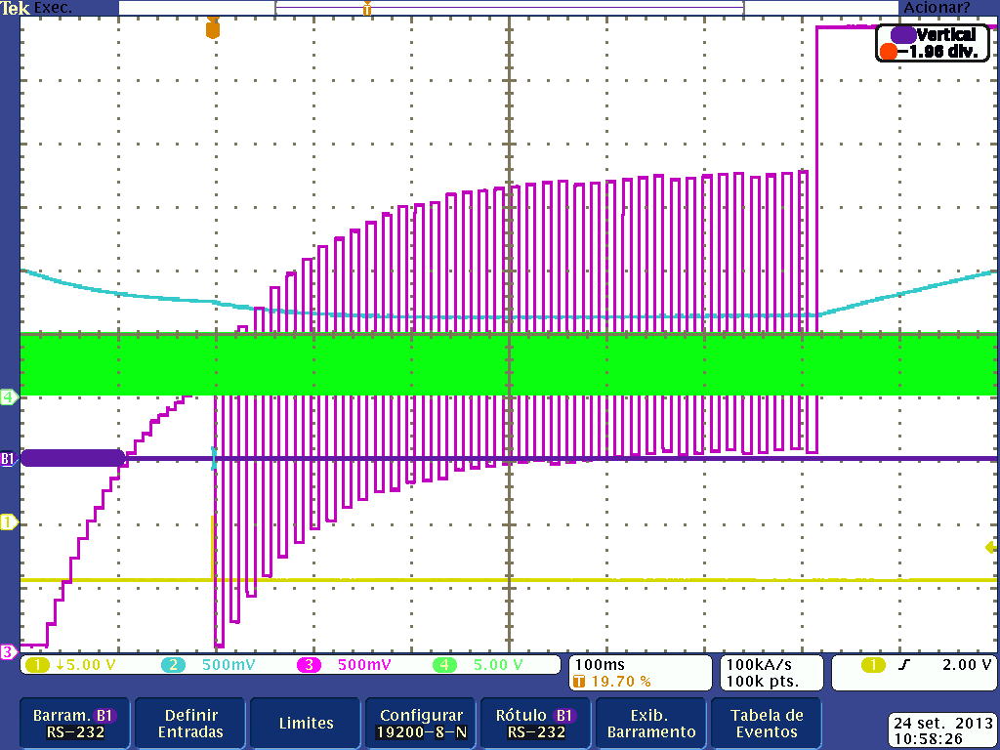 Tek Exec.
Acionar?
Vertical
−1.96 div.
4
B1
1
3
1 ↓5.00 V
2 500mV
3 500mV
4 5.00 V
100ms
T 19.70 %
100kA/s
100k pts.
1 2.00 V
Barram. B1
RS-232
Definir
Entradas
Limites
Configurar
19200-8-N
Rótulo B1
RS-232
Exib.
Barramento
Tabela de
Eventos
24 set. 2013
10:58:26